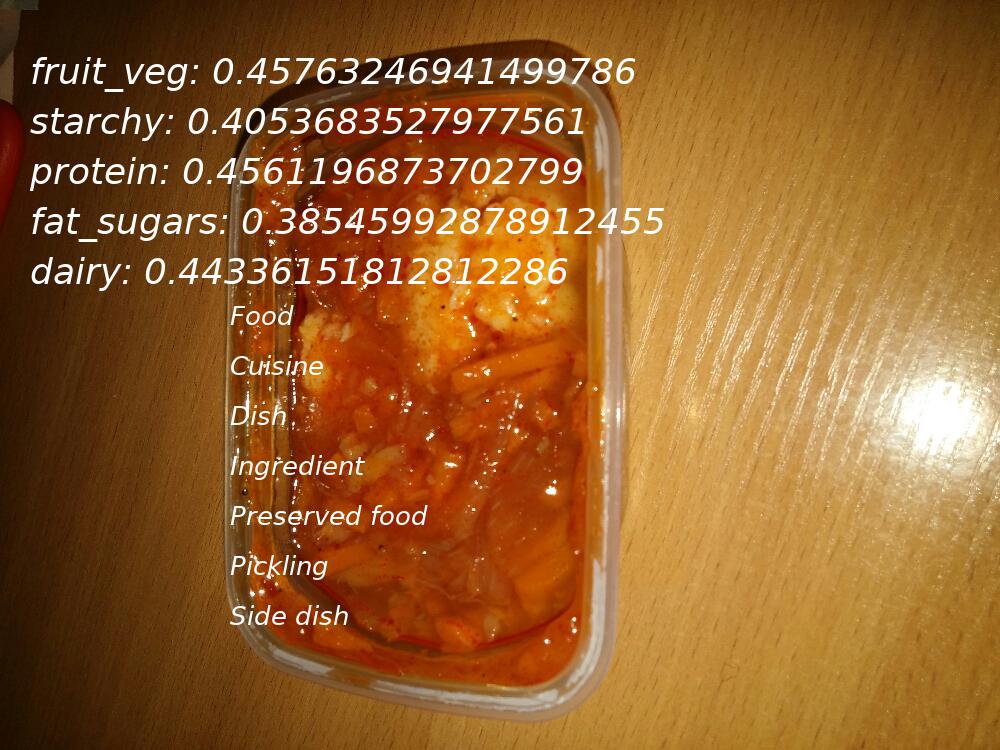 fruit_veg: 0.45763246941499786
starchy: 0.4053683527977561
protein: 0.4561196873702799
fat_sugars: 0.38545992878912455
dairy: 0.44336151812812286
Food
Cuisine
Dish
Ingredient
Preserved food
Pickling
Side dish